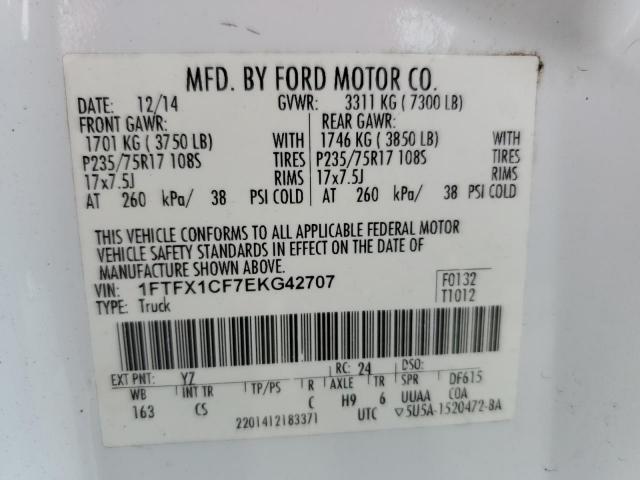 MFD. BY FORD MOTOR CO.
DATE: 12/14 GVWR: 3311 KG ( 7300 LB)
FRONT GAWR: REAR GAWR:
1701 KG ( 3750 LB) WITH 1746 KG ( 3850 LB) WITH
P235/75R17 108S TIRES P235/75R17 108S TIRES
17x7.5J RIMS 17x7.5J RIMS
AT 260 kPa/ 38 PSI COLD AT 260 kPa/ 38 PSI COLD
THIS VEHICLE CONFORMS TO ALL APPLICABLE FEDERAL MOTOR
VEHICLE SAFETY STANDARDS IN EFFECT ON THE DATE OF
MANUFACTURE SHOWN ABOVE.
VIN: 1FTFX1CF7EKG42707 F0132
TYPE: Truck T1012
EXT PNT: Y7 RC: 24 DSO:
WB INT TR TP/PS R AXLE TR SPR DF615
163 CS C H9 6 UUAA COA
2201412183371 UTC ▽5U5A-1520472-BA